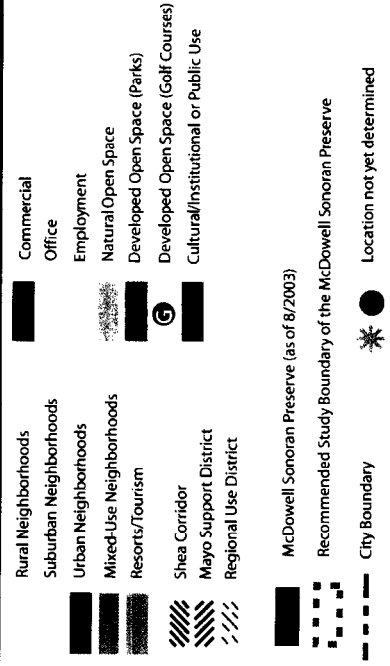 Rural Neighborhoods
Suburban Neighborhoods
Urban Neighborhoods
Mixed-Use Neighborhoods
Resorts/Tourism
Shea Corridor
Mayo Support District
Regional Use District
Commercial
Office
Employment
Natural Open Space
Developed Open Space (Parks)
G
Developed Open Space (Golf Courses)
Cultural/Institutional or Public Use
McDowell Sonoran Preserve (as of 8/2003)
Recommended Study Boundary of the McDowell Sonoran Preserve
City Boundary
Location not yet determined